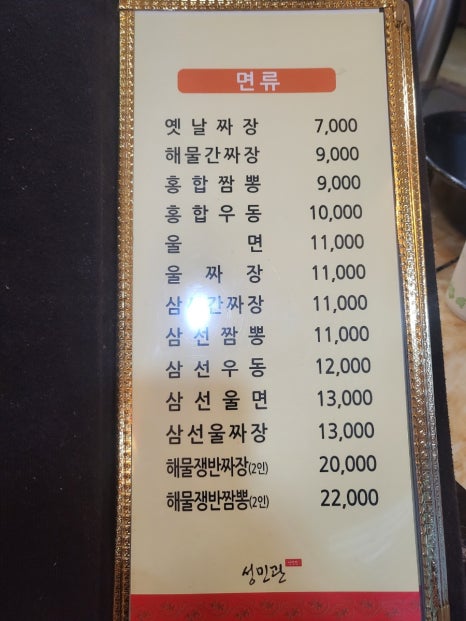 면류
옛날짜장 7,000
해물간짜장 9,000
홍합짬뽕 9,000
홍합우동 10,000
울면 11,000
울짜장 11,000
삼선간짜장 11,000
삼선짬뽕 11,000
삼선우동 12,000
삼선울면 13,000
삼선울짜장 13,000
해물쟁반짜장(2인) 20,000
해물쟁반짬뽕(2인) 22,000
성민관